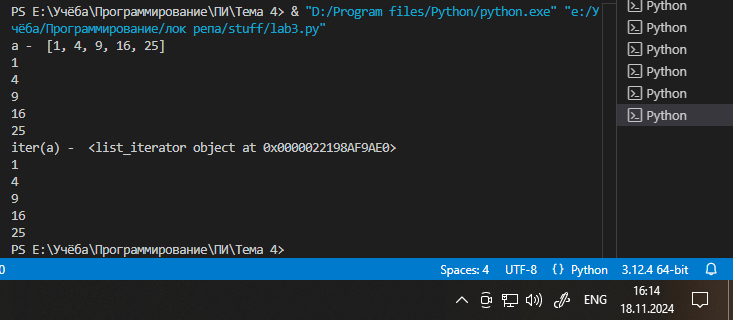 PS E:\Учёба\Программирование\ПИ\Тема 4> & "D:/Program files/Python/python.exe" "e:/У
чёба/Программирование/лок репа/stuff/lab3.py"
a -  [1, 4, 9, 16, 25]
1
4
9
16
25
iter(a) -  <list_iterator object at 0x0000022198AF9AE0>
1
4
9
16
25
PS E:\Учёба\Программирование\ПИ\Тема 4>
Python
Python
Python
Python
Python
Python
0
Spaces: 4 UTF-8 {} Python 3.12.4 64-bit
ENG
16:14
18.11.2024